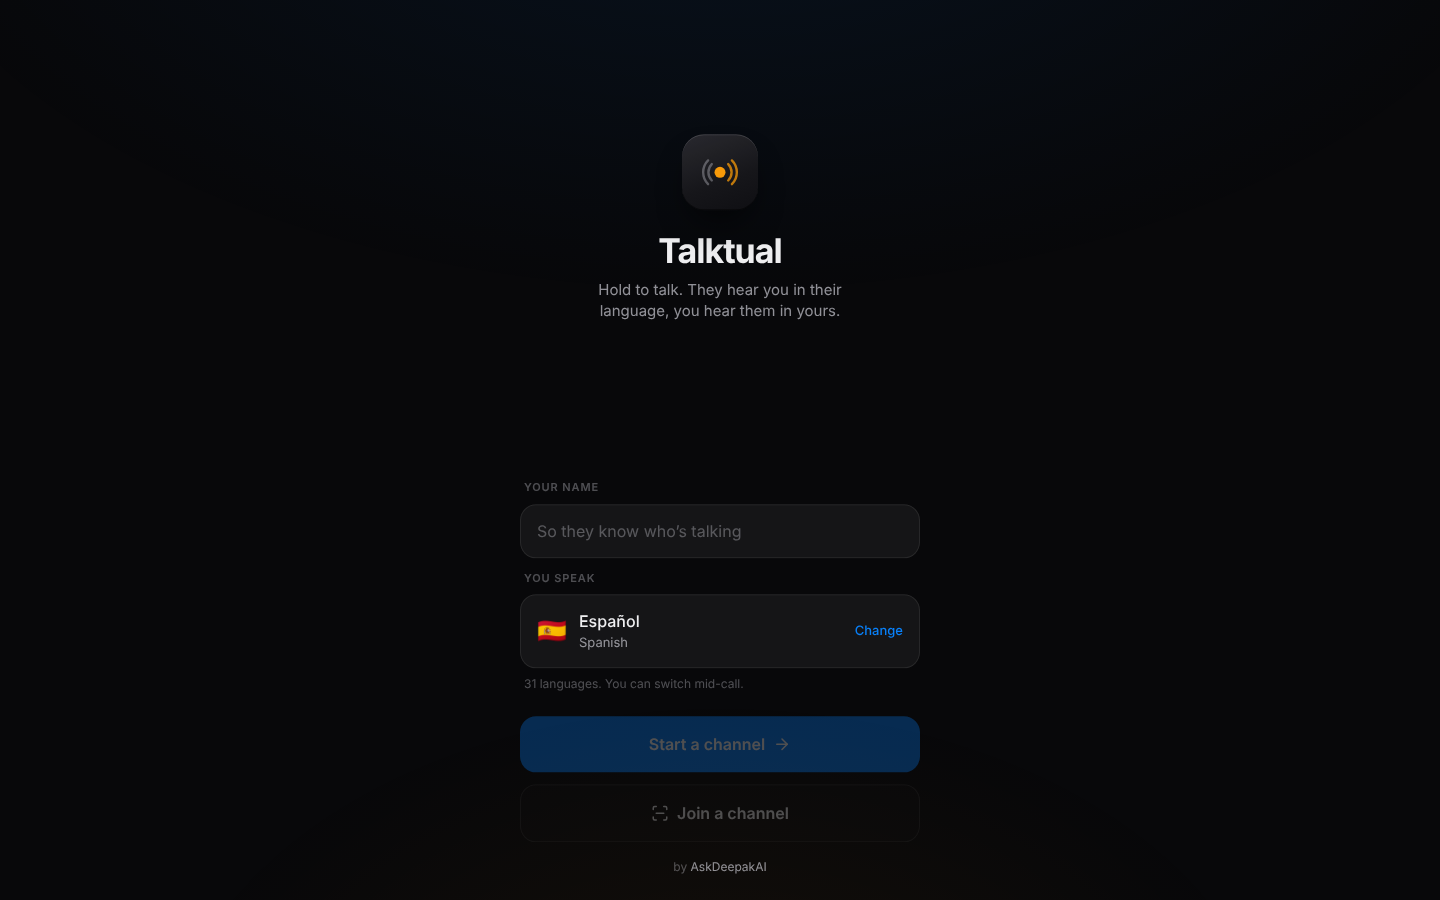 Talktual
Hold to talk. They hear you in their
language, you hear them in yours.
YOUR NAME
So they know who’s talking
YOU SPEAK
Español
Spanish
Change
31 languages. You can switch mid-call.
Start a channel →
Join a channel
by AskDeepakAI